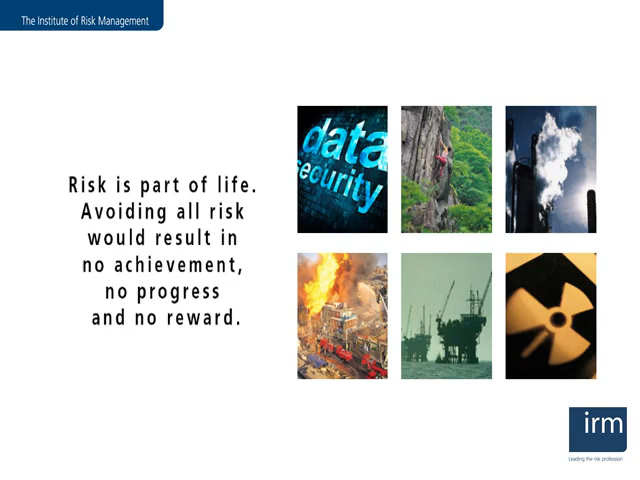 The Institute of Risk Management
Risk is part of life.
Avoiding all risk
would result in
no achievement,
no progress
and no reward.
data
security
irm
Leading the risk profession